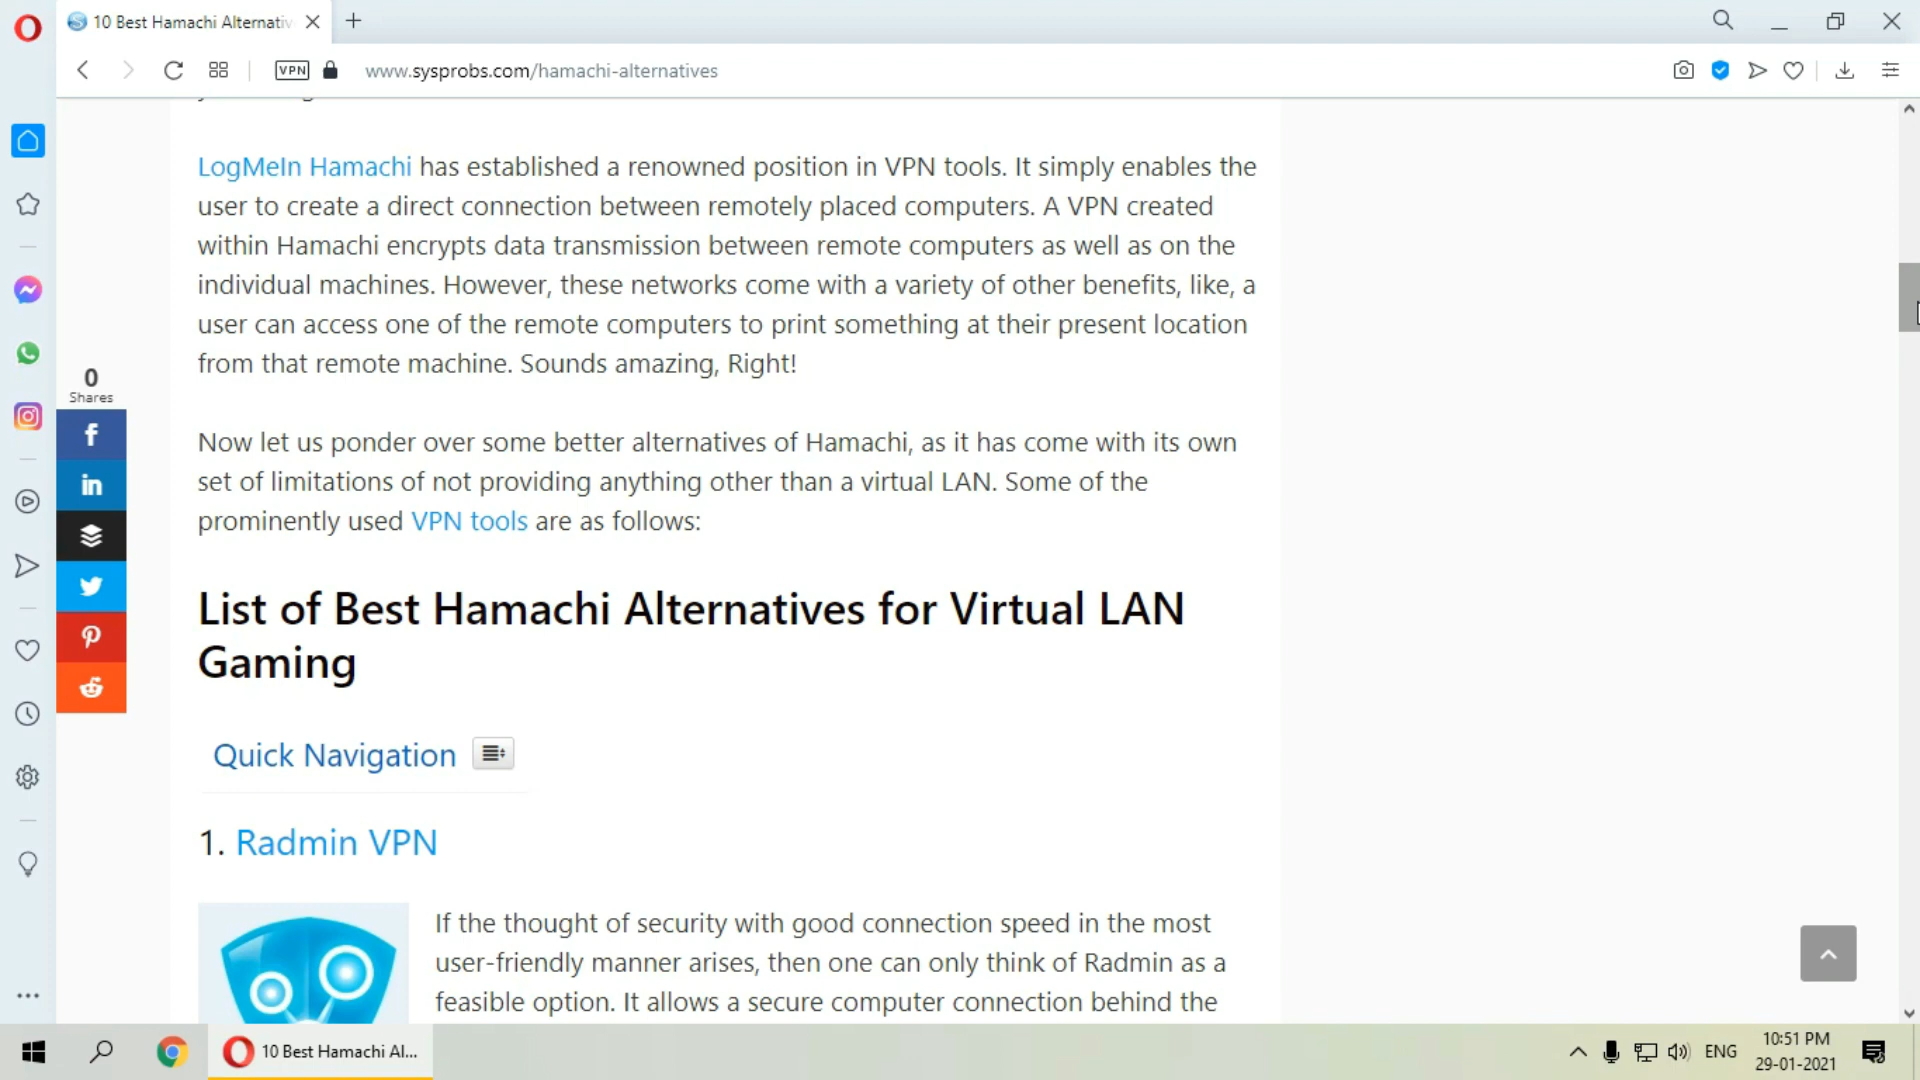 10 Best Hamachi Alternativ
VPN
www.sysprobs.com/hamachi-alternatives
LogMeIn Hamachi has established a renowned position in VPN tools. It simply enables the
user to create a direct connection between remotely placed computers. A VPN created
within Hamachi encrypts data transmission between remote computers as well as on the
individual machines. However, these networks come with a variety of other benefits, like, a
user can access one of the remote computers to print something at their present location
from that remote machine. Sounds amazing, Right!
0
Shares
Now let us ponder over some better alternatives of Hamachi, as it has come with its own
set of limitations of not providing anything other than a virtual LAN. Some of the
prominently used VPN tools are as follows:
List of Best Hamachi Alternatives for Virtual LAN
Gaming
Quick Navigation
1. Radmin VPN
If the thought of security with good connection speed in the most
user-friendly manner arises, then one can only think of Radmin as a
feasible option. It allows a secure computer connection behind the
10 Best Hamachi Al...
ENG
10:51 PM
29-01-2021